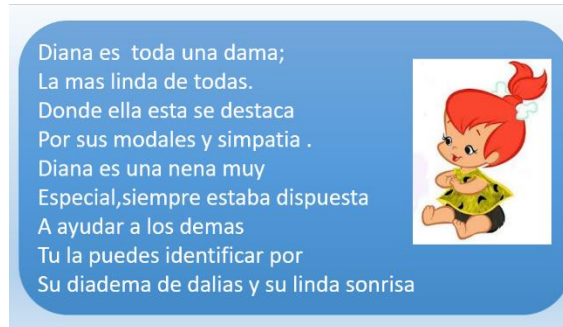 Diana es toda una dama;
La mas linda de todas.
Donde ella esta se destaca
Por sus modales y simpatia .
Diana es una nena muy
Especial,siempre estaba dispuesta
A ayudar a los demas
Tu la puedes identificar por
Su diadema de dalias y su linda sonrisa